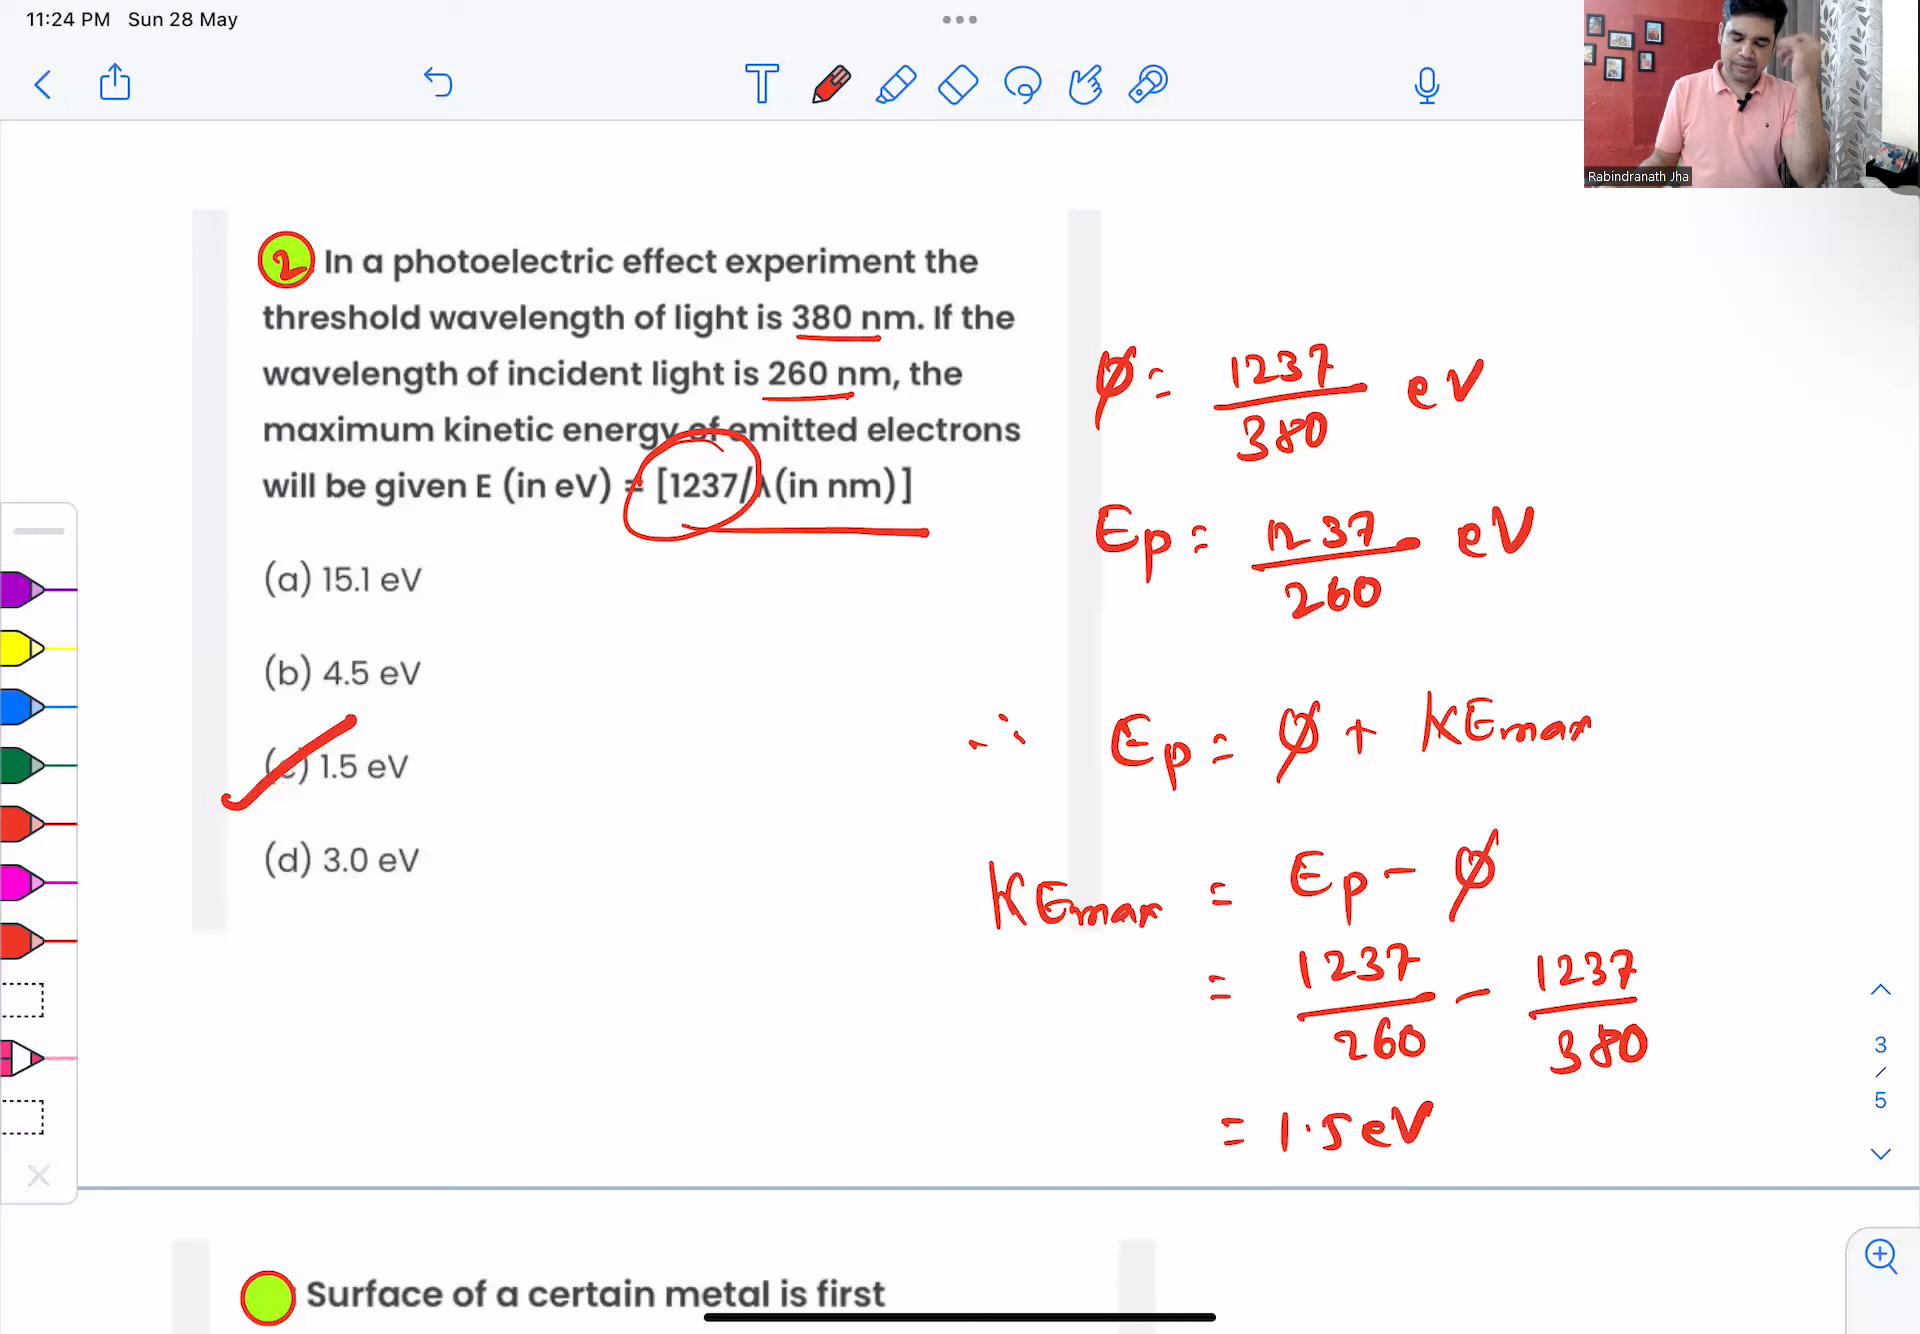 11:24 PM Sun 28 May
Rabindranath Jha
2 In a photoelectric effect experiment the
threshold wavelength of light is 380 nm. If the
wavelength of incident light is 260 nm, the
maximum kinetic energy of emitted electrons
will be given E (in eV) = [1237/λ(in nm)]
(a) 15.1 eV
(b) 4.5 eV
(c) 1.5 eV
(d) 3.0 eV
φ = 1237/380 eV
Ep = 1237/260 eV
∴ Ep = φ + KEmax
KEmax = Ep - φ
= 1237/260 - 1237/380
= 1.5 eV
3
/
5
Surface of a certain metal is first